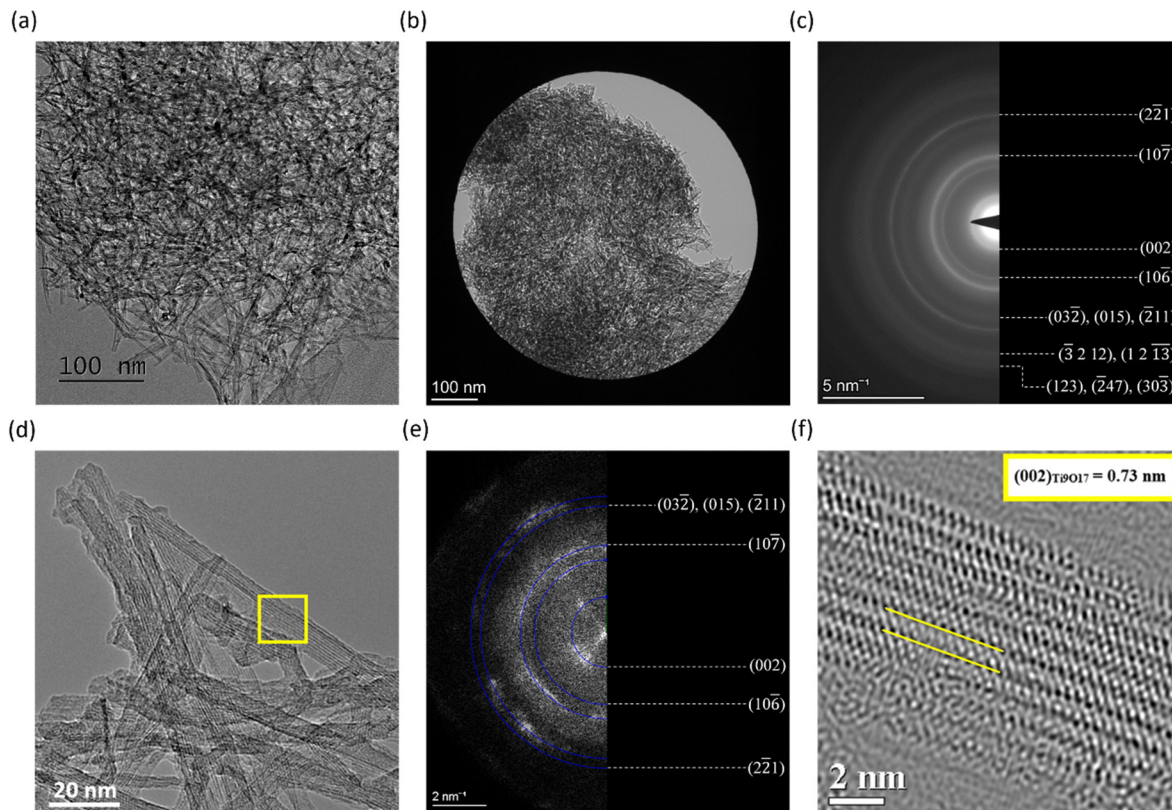 (a)
(b)
(c)
100 nm
100 nm
(22̅1)
(107̅)
(002)
(106̅)
(032̅), (015), (2̅11)
(3̅ 2 12), (1 2 1̅3̅)
(123), (2̅47), (303̅)
5 nm⁻¹
(d)
(e)
(f)
20 nm
(032̅), (015), (2̅11)
(107̅)
(002)
(106̅)
(22̅1)
2 nm⁻¹
(002)Ti9O17 = 0.73 nm
2 nm